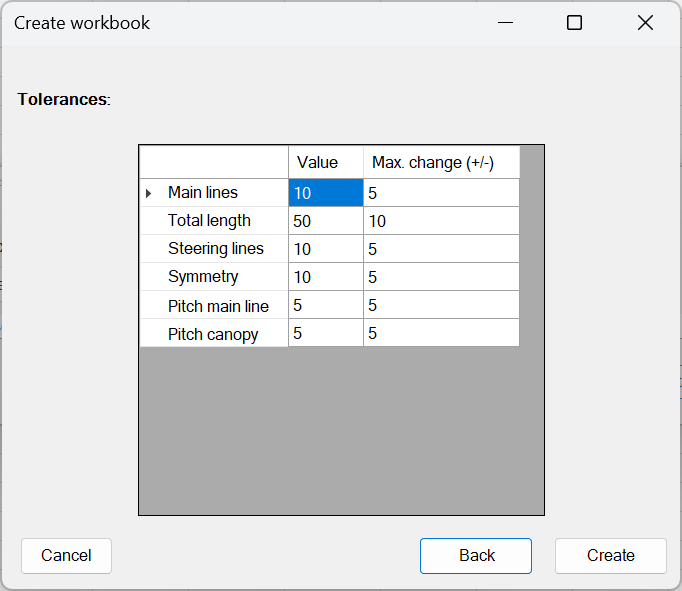 Create workbook
Tolerances:
Value Max. change (+/-)
Main lines 10 5
Total length 50 10
Steering lines 10 5
Symmetry 10 5
Pitch main line 5 5
Pitch canopy 5 5
Cancel Back Create